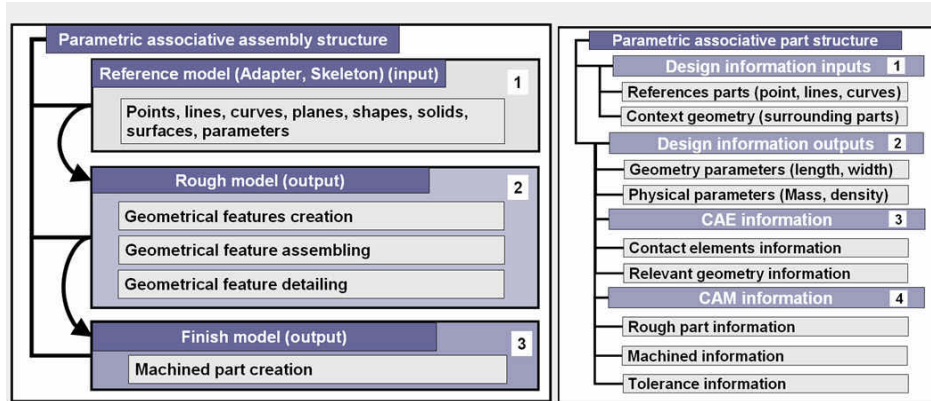 Parametric associative assembly structure
Reference model (Adapter, Skeleton) (input)
1
Points, lines, curves, planes, shapes, solids,
surfaces, parameters
Rough model (output)
2
Geometrical features creation
Geometrical feature assembling
Geometrical feature detailing
Finish model (output)
3
Machined part creation
Parametric associative part structure
Design information inputs
1
References parts (point, lines, curves)
Context geometry (surrounding parts)
Design information outputs
2
Geometry parameters (length, width)
Physical parameters (Mass, density)
CAE information
3
Contact elements information
Relevant geometry information
CAM information
4
Rough part information
Machined information
Tolerance information